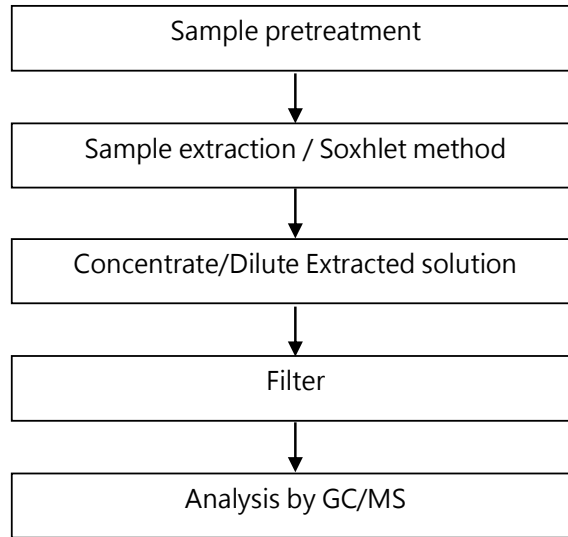 Sample pretreatment
Sample extraction / Soxhlet method
Concentrate/Dilute Extracted solution
Filter
Analysis by GC/MS